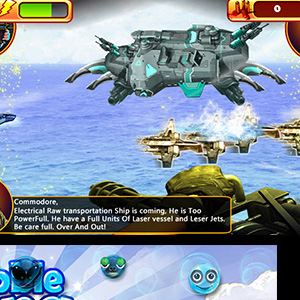 0
Commodore,
Electrical Raw transportation Ship is coming. He is Too
PowerFull. He have a Full Units Of Laser vessel and Leser Jets.
Be care full. Over And Out!